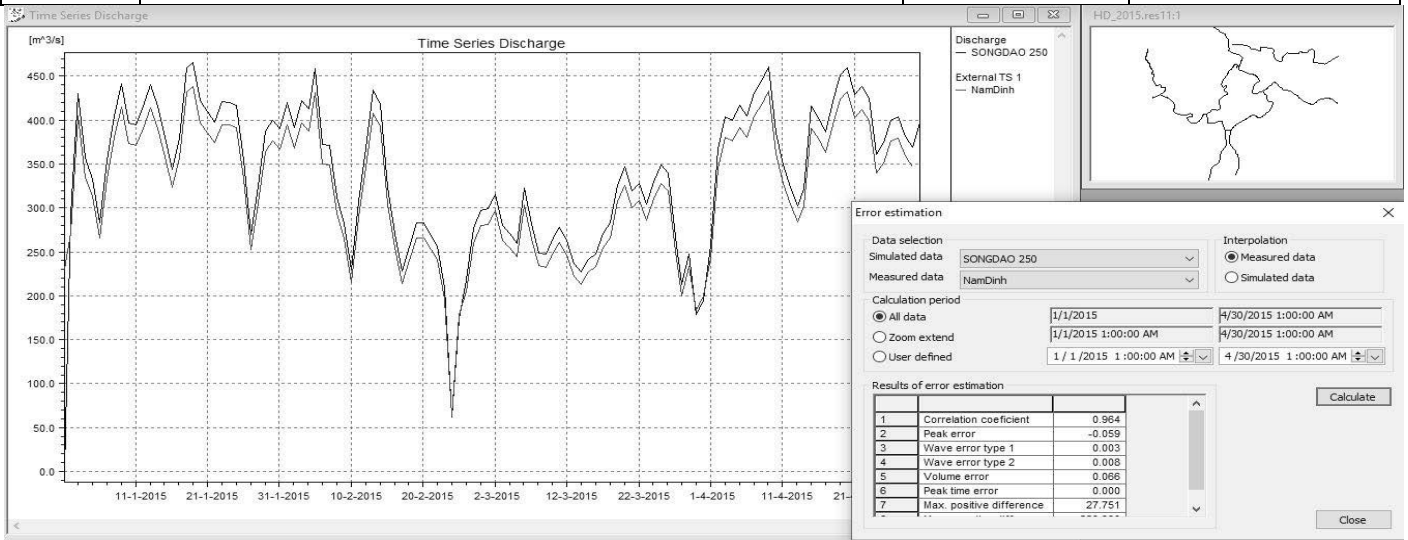 Time Series Discharge
[m^3/s]
Time Series Discharge
450.0
400.0
350.0
300.0
250.0
200.0
150.0
100.0
50.0
0.0
11-1-2015 21-1-2015 31-1-2015 10-2-2015 20-2-2015 2-3-2015 12-3-2015 22-3-2015 1-4-2015 11-4-2015 21-
Discharge
SONGDAO 250
External TS 1
NamDinh
HD_2015.res11:1
Error estimation
Data selection
Simulated data SONGDAO 250
Measured data NamDinh
Interpolation
Measured data
Simulated data
Calculation period
All data 1/1/2015 4/30/2015 1:00:00 AM
Zoom extend 1/1/2015 1:00:00 AM 4/30/2015 1:00:00 AM
User defined 1 / 1 /2015 1 :00:00 AM 4 /30/2015 1 :00:00 AM
Results of error estimation
1 Correlation coeficient 0.964
2 Peak error -0.059
3 Wave error type 1 0.003
4 Wave error type 2 0.008
5 Volume error 0.066
6 Peak time error 0.000
7 Max. positive difference 27.751
Calculate
Close